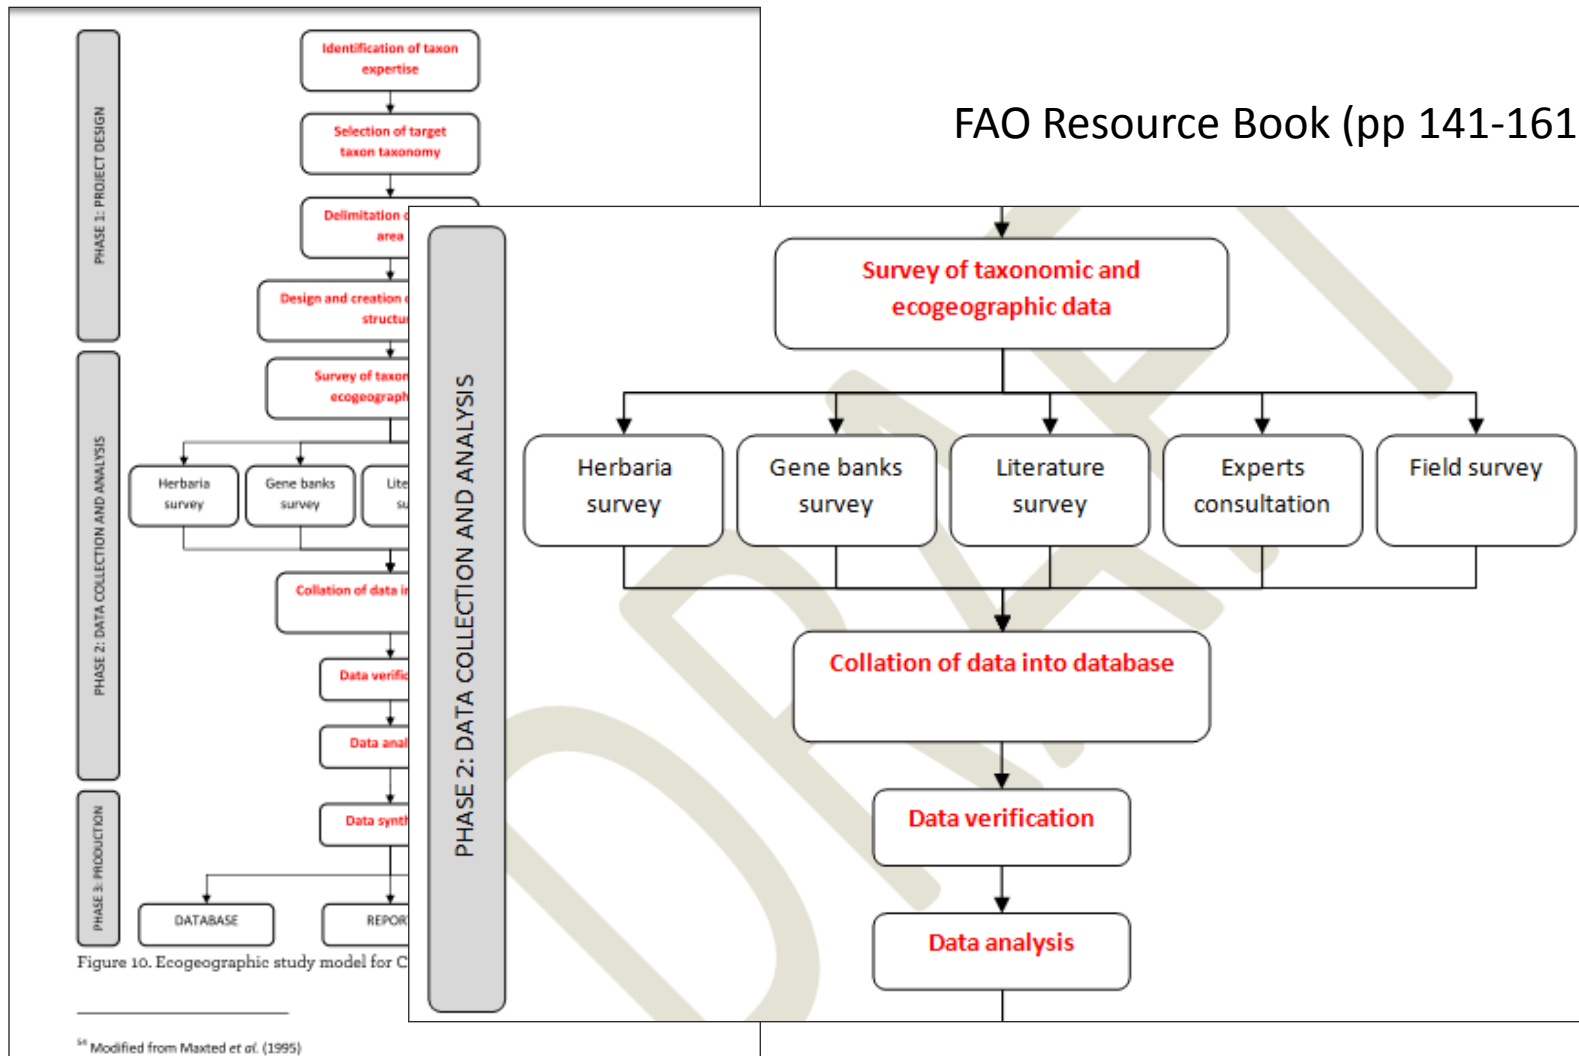 FAO Resource Book (pp 141-161
PHASE 1: PROJECT DESIGN
Identification of taxon
expertise
Selection of target
taxon taxonomy
Delimitation
area
Design and creation
structu
PHASE 2: DATA COLLECTION AND ANALYSIS
Survey of taxon
ecogeograph
Herbaria
survey
Gene banks
survey
Lite
su
Collation of data in
Data verific
Data anal
PHASE 3: PRODUCTION
Data synth
DATABASE
REPOR
Figure 10. Ecogeographic study model for C
54 Modified from Maxted et al. (1995)
PHASE 2: DATA COLLECTION AND ANALYSIS
Survey of taxonomic and
ecogeographic data
Herbaria
survey
Gene banks
survey
Literature
survey
Experts
consultation
Field survey
Collation of data into database
Data verification
Data analysis
DRAFT